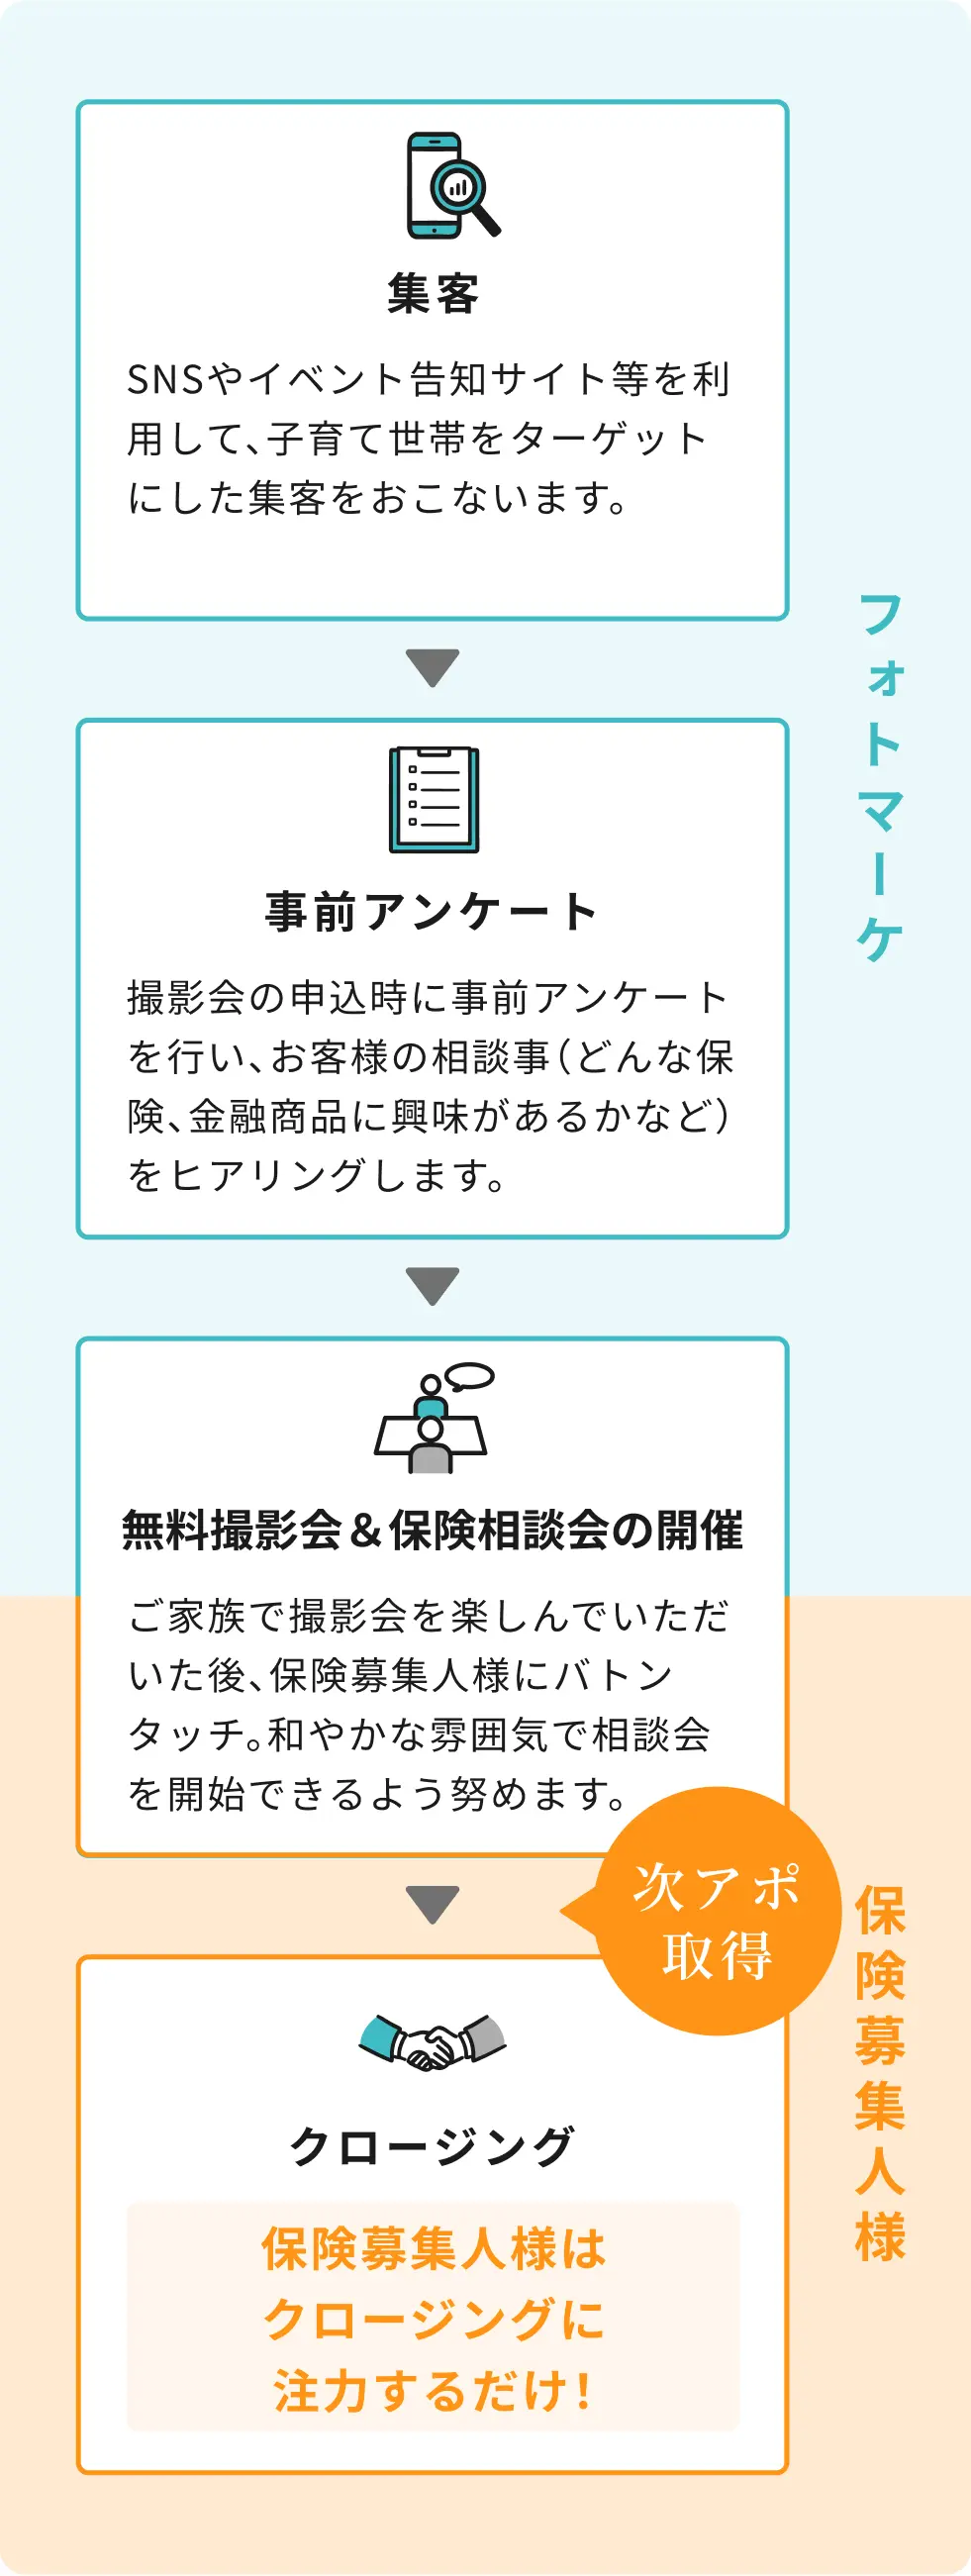 集客
SNSやイベント告知サイト等を利
用して、子育て世帯をターゲット
にした集客をおこないます。
フォトマーケ
事前アンケート
撮影会の申込時に事前アンケート
を行い、お客様の相談事（どんな保
険、金融商品に興味があるかなど）
をヒアリングします。
無料撮影会＆保険相談会の開催
ご家族で撮影会を楽しんでいただ
いた後、保険募集人様にバトン
タッチ。和やかな雰囲気で相談会
を開始できるよう努めます。
次アポ
取得
保険募集人様
クロージング
保険募集人様は
クロージングに
注力するだけ！